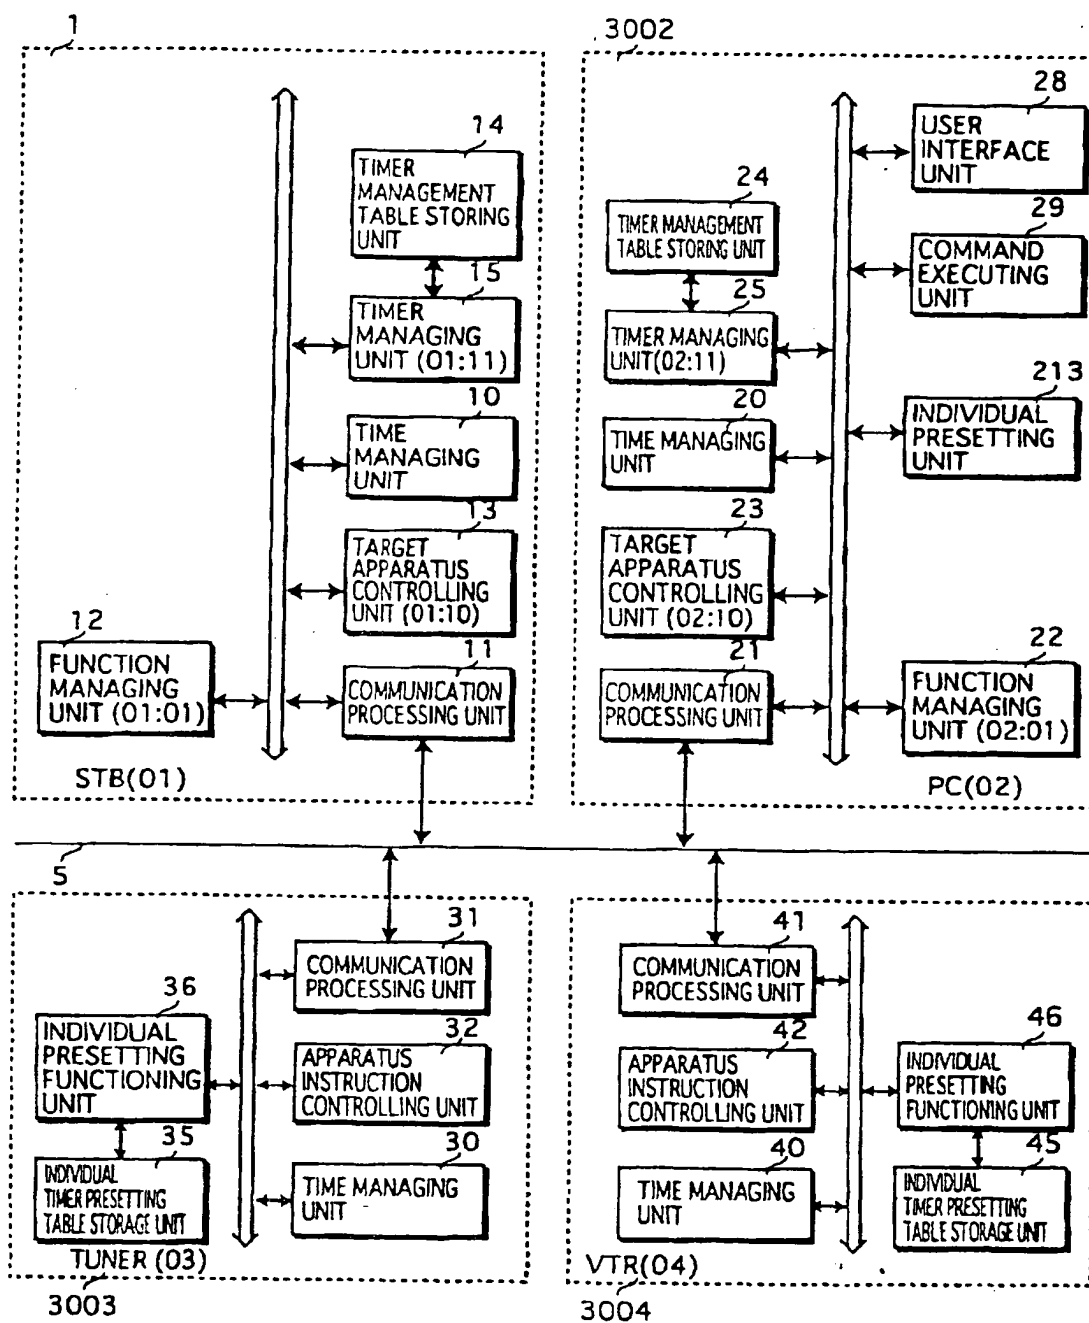 1
14
TIMER
MANAGEMENT
TABLE STORING
UNIT
15
TIMER
MANAGING
UNIT (01:11)
10
TIME
MANAGING
UNIT
13
TARGET
APPARATUS
CONTROLLING
UNIT (01:10)
12
FUNCTION
MANAGING
UNIT (01:01)
11
COMMUNICATION
PROCESSING UNIT
STB(01)
3002
28
USER
INTERFACE
UNIT
24
TIMER MANAGEMENT
TABLE STORING UNIT
29
COMMAND
EXECUTING
UNIT
25
TIMER MANAGING
UNIT(02:11)
213
INDIVIDUAL
PRESETTING
UNIT
20
TIME MANAGING
UNIT
23
TARGET
APPARATUS
CONTROLLING
UNIT (02:10)
21
COMMUNICATION
PROCESSING UNIT
22
FUNCTION
MANAGING
UNIT (02:01)
PC(02)
5
31
COMMUNICATION
PROCESSING UNIT
36
INDIVIDUAL
PRESETTING
FUNCTIONING
UNIT
32
APPARATUS
INSTRUCTION
CONTROLLING UNIT
35
INDIVIDUAL
TIMER PRESETTING
TABLE STORAGE UNIT
30
TIME MANAGING
UNIT
TUNER (03)
3003
41
COMMUNICATION
PROCESSING UNIT
42
APPARATUS
INSTRUCTION
CONTROLLING UNIT
46
INDIVIDUAL
PRESETTING
FUNCTIONING UNIT
40
TIME MANAGING
UNIT
45
INDIVIDUAL
TIMER PRESETTING
TABLE STORAGE UNIT
VTR(04)
3004